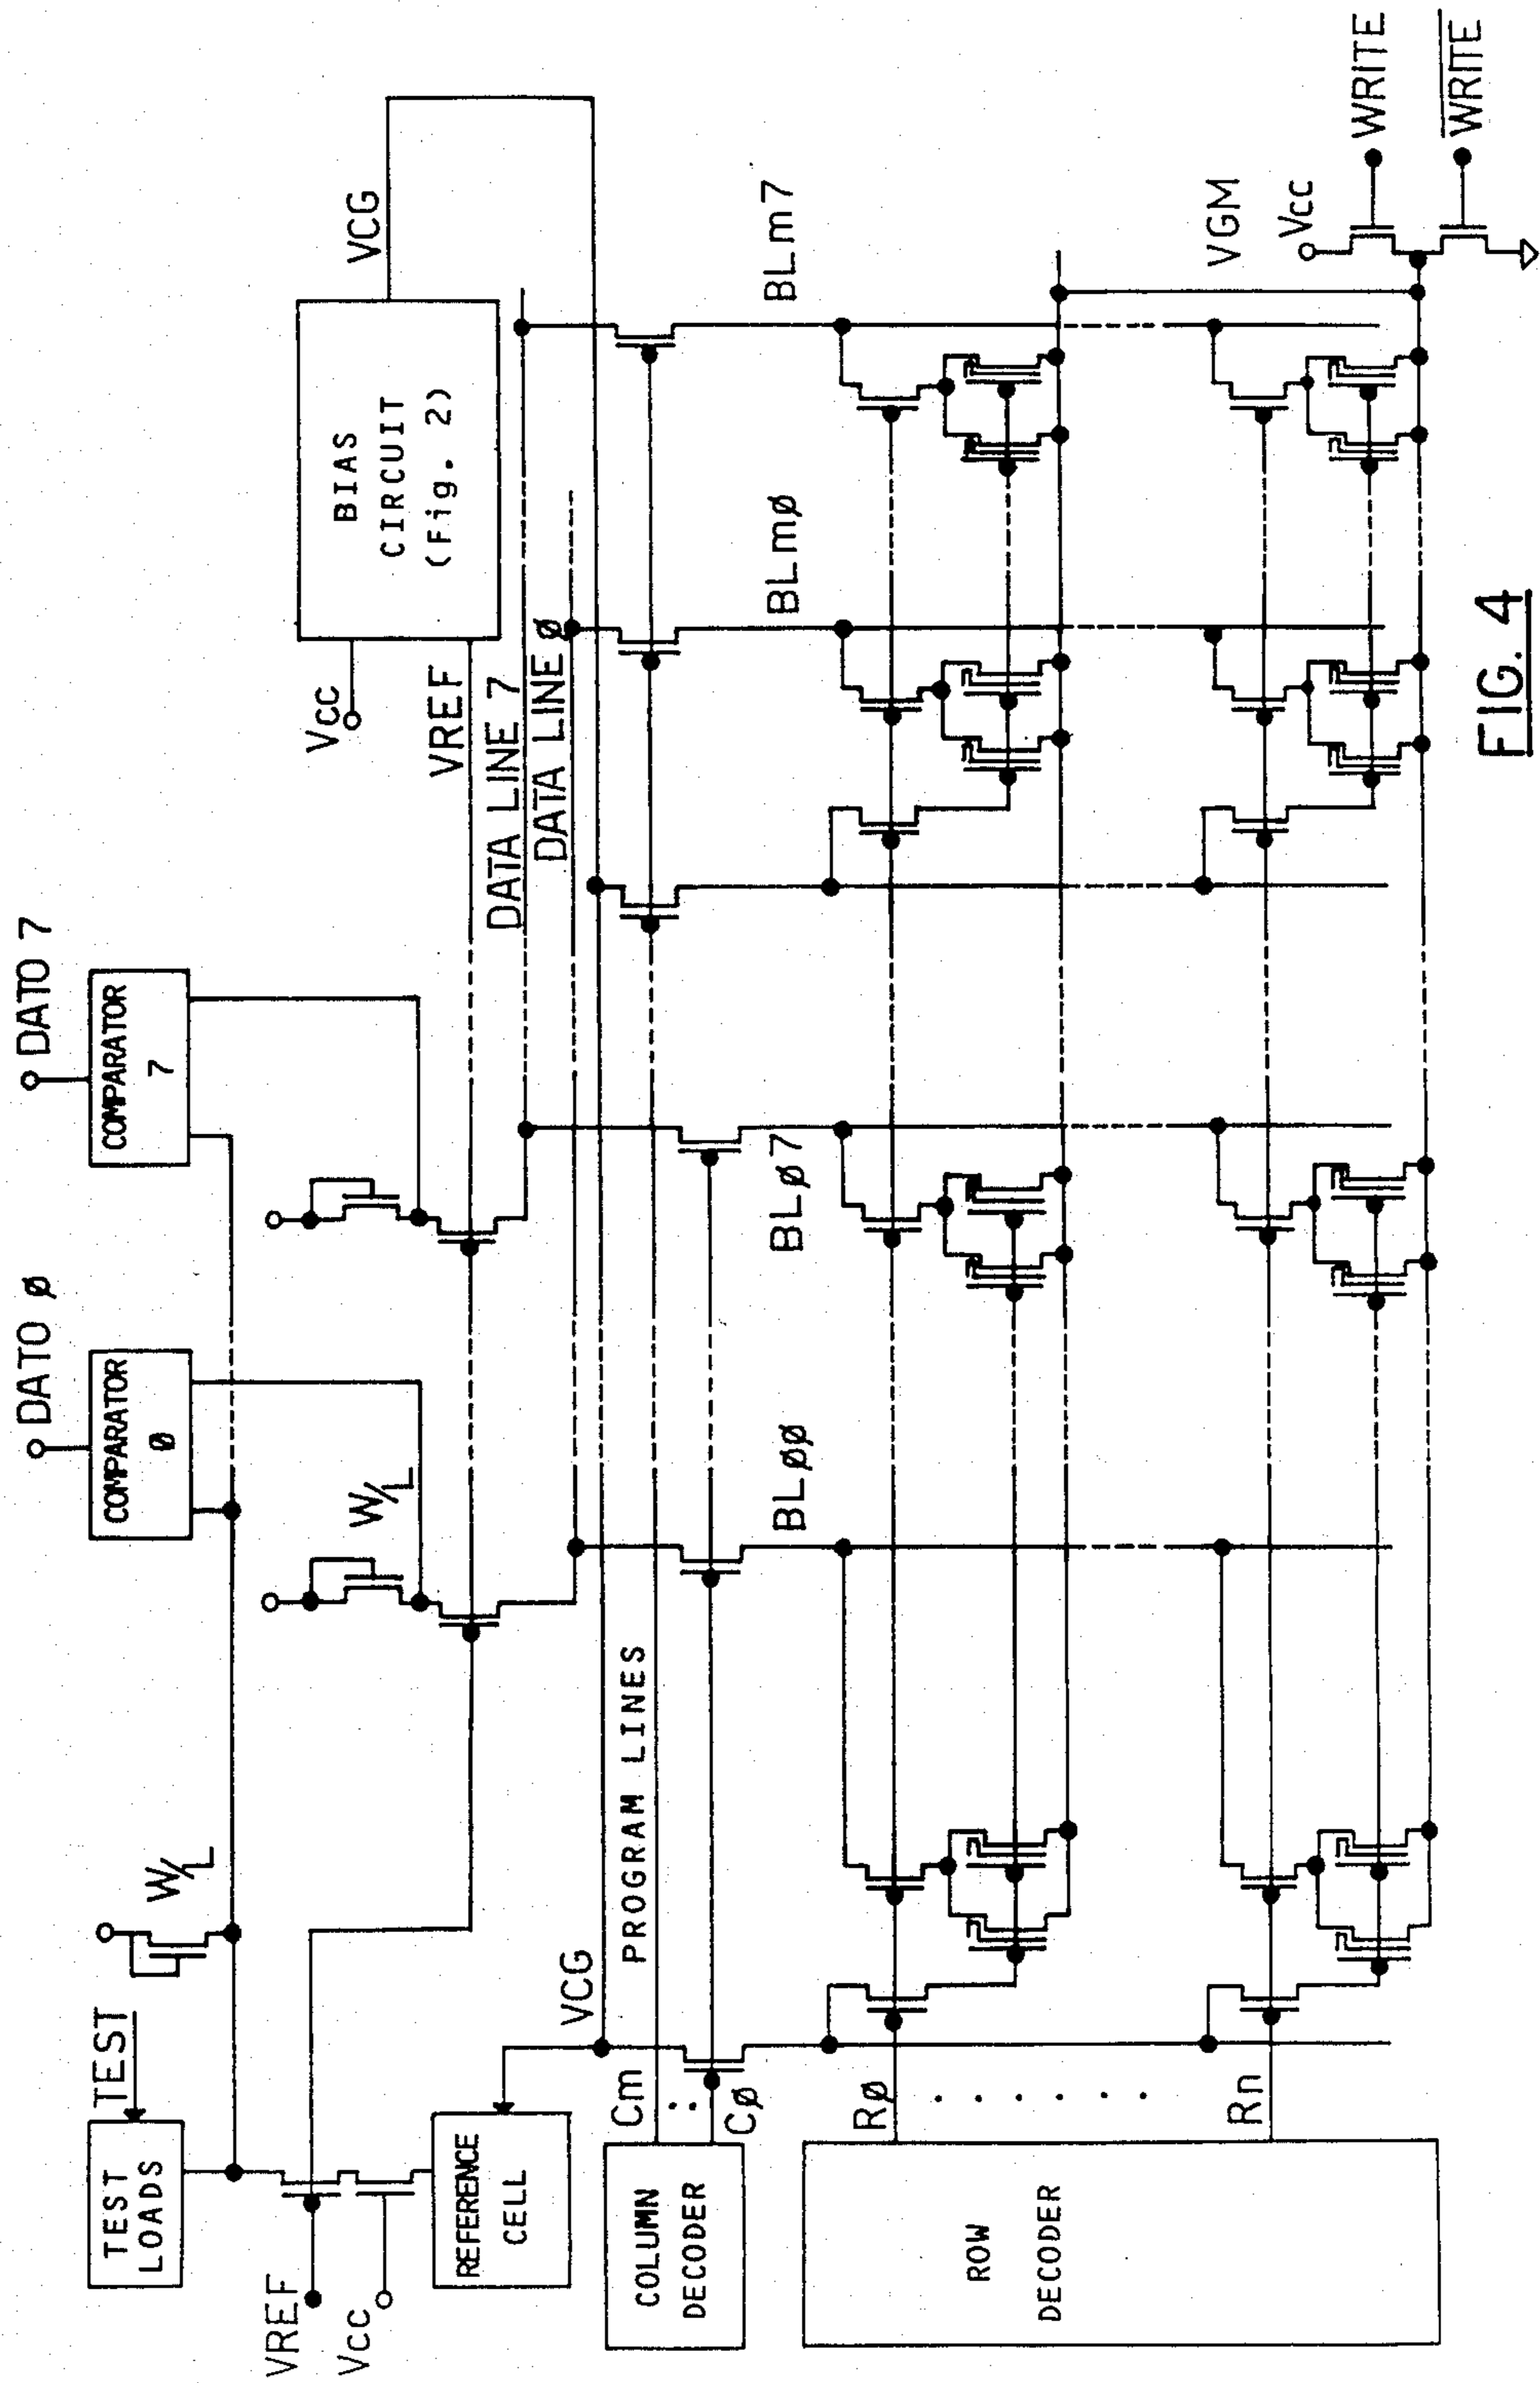 DATO Ø
DATO 7
TEST
TEST
LOADS
W/L
COMPARATOR
Ø
COMPARATOR
7
W/L
VREF
Vcc
REFERENCE
CELL
VCG
Vcc
VREF
BIAS
CIRCUIT
(Fig. 2)
VCG
DATA LINE 7
DATA LINE Ø
PROGRAM LINES
COLUMN
DECODER
Cm
CØ
BLØØ
BLØ7
BLmØ
BLm7
ROW
DECODER
RØ
Rn
VGM
Vcc
WRITE
WRITE
FIG. 4